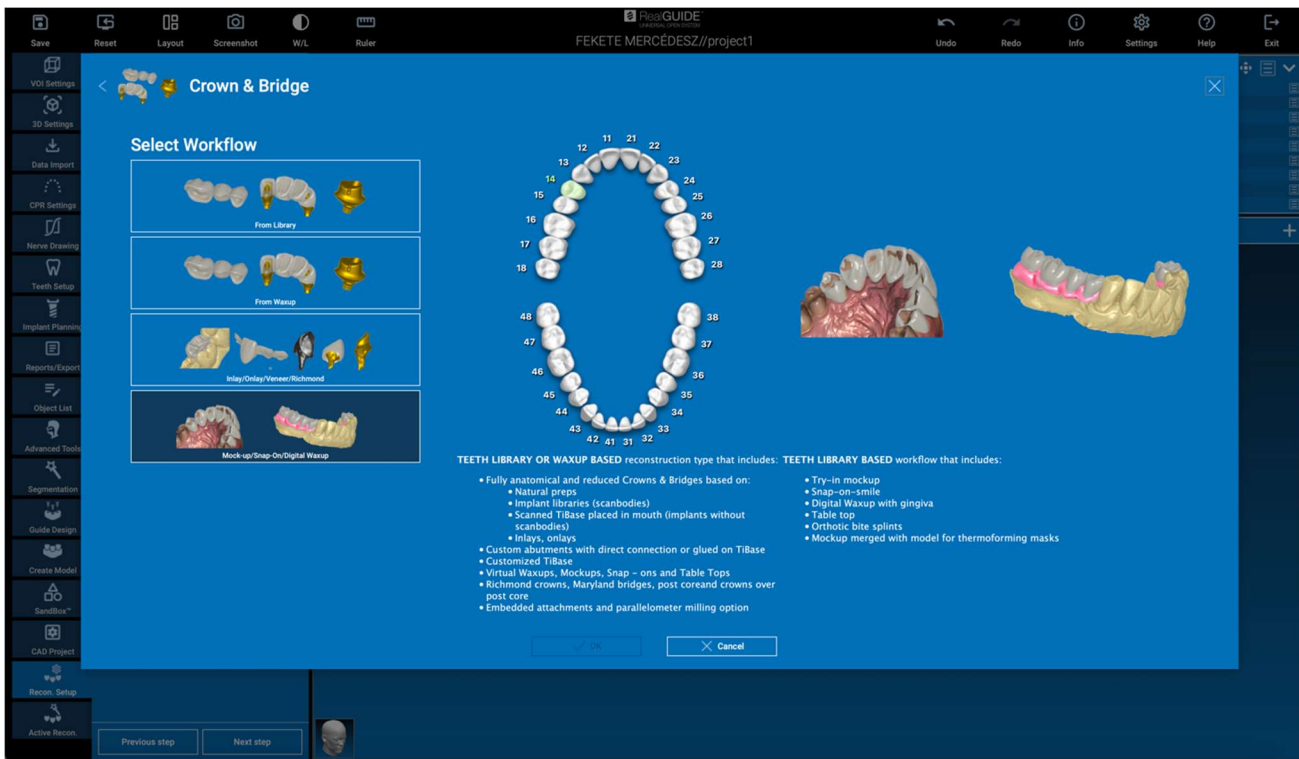 RealGUIDE
UNIVERSAL OPEN SYSTEM
Save
Reset
Layout
Screenshot
W/L
Ruler
FEKETE MERCÉDESZ//project1
Undo
Redo
Info
Settings
Help
Exit
VOI Settings
3D Settings
Data Import
CPR Settings
Nerve Drawing
Teeth Setup
Implant Planning
Reports/Export
Object List
Advanced Tools
Segmentation
Guide Design
Create Model
SandBox™
CAD Project
Recon. Setup
Active Recon.
Crown & Bridge
Select Workflow
From Library
From Waxup
Inlay/Onlay/Veneer/Richmond
Mock-up/Snap-On/Digital Waxup
11 21
12 22
13 23
14 24
15 25
16 26
17 27
18 28
48 38
47 37
46 36
45 35
44 34
43 33
42 41 31 32
TEETH LIBRARY OR WAXUP BASED reconstruction type that includes:
• Fully anatomical and reduced Crowns & Bridges based on:
• Natural preps
• Implant libraries (scanbodies)
• Scanned TiBase placed in mouth (implants without
scanbodies)
• Inlays, onlays
• Custom abutments with direct connection or glued on TiBase
• Customized TiBase
• Virtual Waxups, Mockups, Snap – ons and Table Tops
• Richmond crowns, Maryland bridges, post coreand crowns over
post core
• Embedded attachments and parallelometer milling option
TEETH LIBRARY BASED workflow that includes:
• Try-in mockup
• Snap-on-smile
• Digital Waxup with gingiva
• Table top
• Orthotic bite splints
• Mockup merged with model for thermoforming masks
OK
Cancel
Previous step
Next step